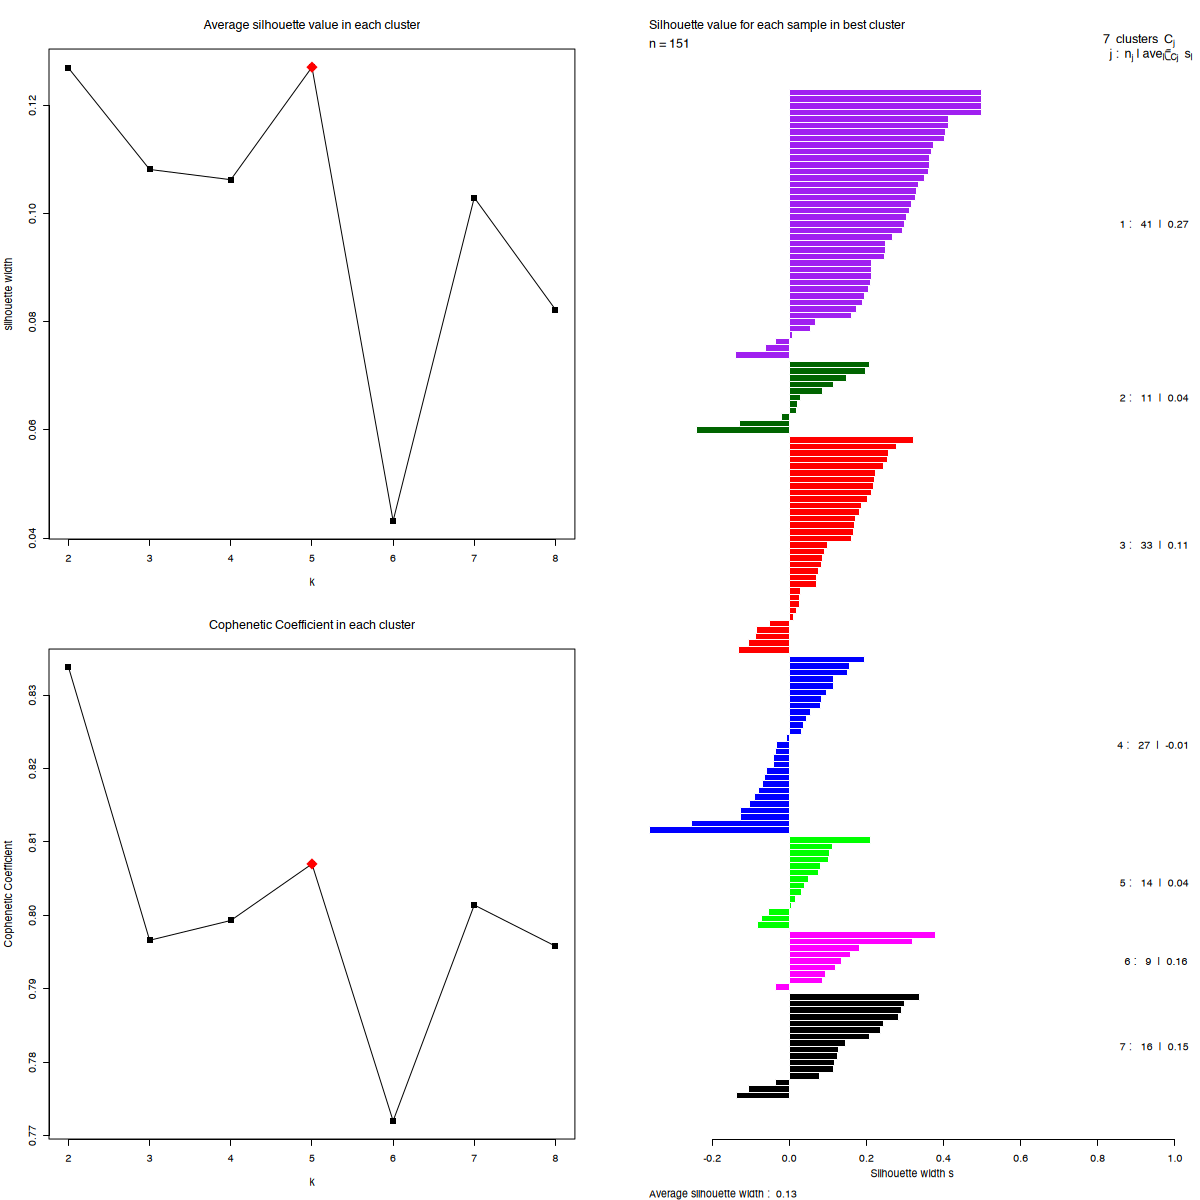 Average silhouette value in each cluster
silhouette width
0.04
0.06
0.08
0.10
0.12
2 3 4 5 6 7 8
k
Cophenetic Coefficient in each cluster
Cophenetic Coefficient
0.77
0.78
0.79
0.80
0.81
0.82
0.83
2 3 4 5 6 7 8
k
Silhouette value for each sample in best cluster
n = 151
7 clusters Cj
j : nj | avei∈Cj si
1 : 41 | 0.27
2 : 11 | 0.04
3 : 33 | 0.11
4 : 27 | -0.01
5 : 14 | 0.04
6 : 9 | 0.16
7 : 16 | 0.15
-0.2 0.0 0.2 0.4 0.6 0.8 1.0
Silhouette width s
Average silhouette width : 0.13